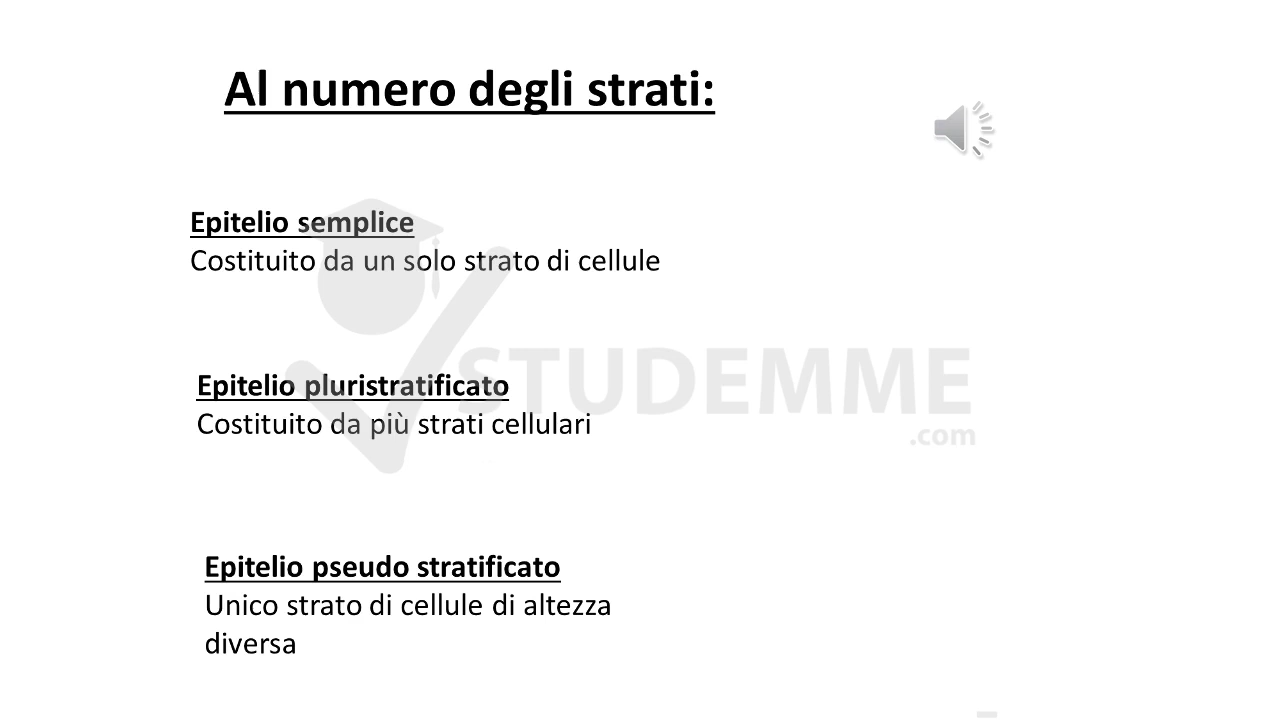 Al numero degli strati:
Epitelio semplice
Costituito da un solo strato di cellule
STUDEMME
.com
Epitelio pluristratificato
Costituito da più strati cellulari
Epitelio pseudo stratificato
Unico strato di cellule di altezza
diversa